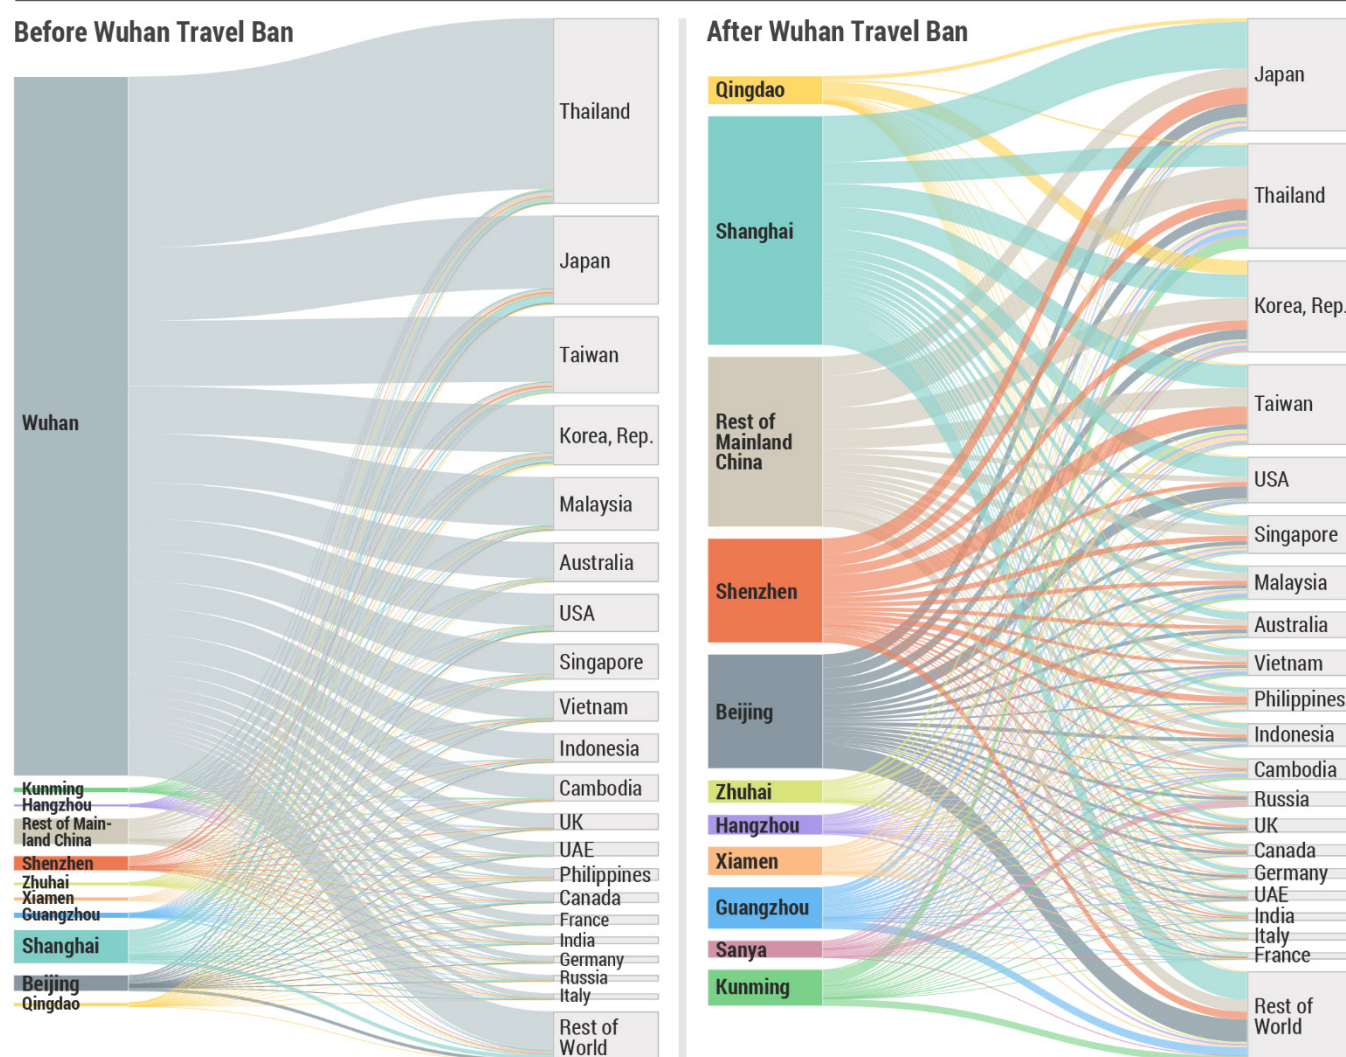 Before Wuhan Travel Ban
Wuhan
Kunming
Hangzhou
Rest of Main-
land China
Shenzhen
Zhuhai
Xiamen
Guangzhou
Shanghai
Beijing
Qingdao
Thailand
Japan
Taiwan
Korea, Rep.
Malaysia
Australia
USA
Singapore
Vietnam
Indonesia
Cambodia
UK
UAE
Philippines
Canada
France
India
Germany
Russia
Italy
Rest of
World
After Wuhan Travel Ban
Qingdao
Shanghai
Rest of
Mainland
China
Shenzhen
Beijing
Zhuhai
Hangzhou
Xiamen
Guangzhou
Sanya
Kunming
Japan
Thailand
Korea, Rep.
Taiwan
USA
Singapore
Malaysia
Australia
Vietnam
Philippines
Indonesia
Cambodia
Russia
UK
Canada
Germany
UAE
India
Italy
France
Rest of
World